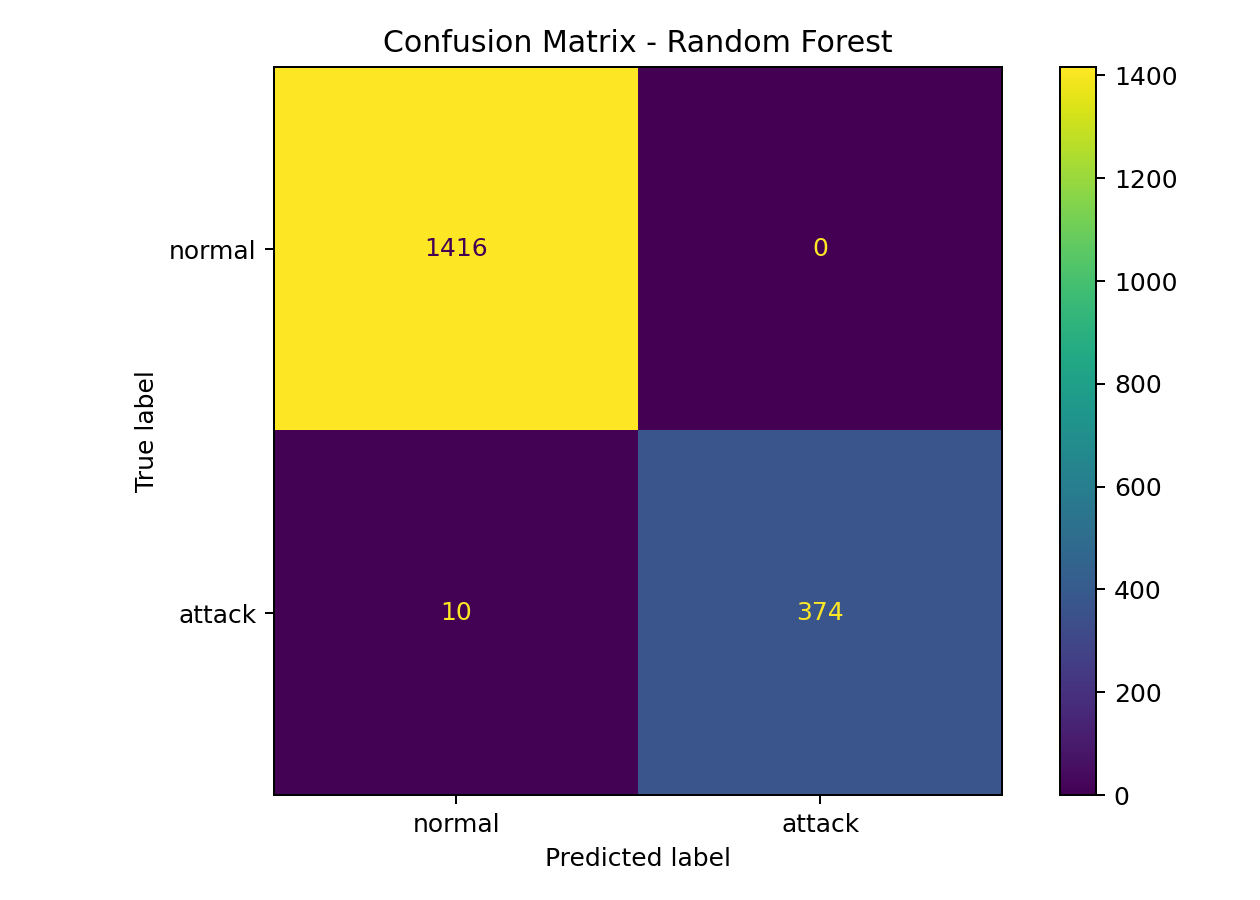 Confusion Matrix - Random Forest
True label
normal
attack
1416
0
10
374
normal
attack
Predicted label
1400
1200
1000
800
600
400
200
0